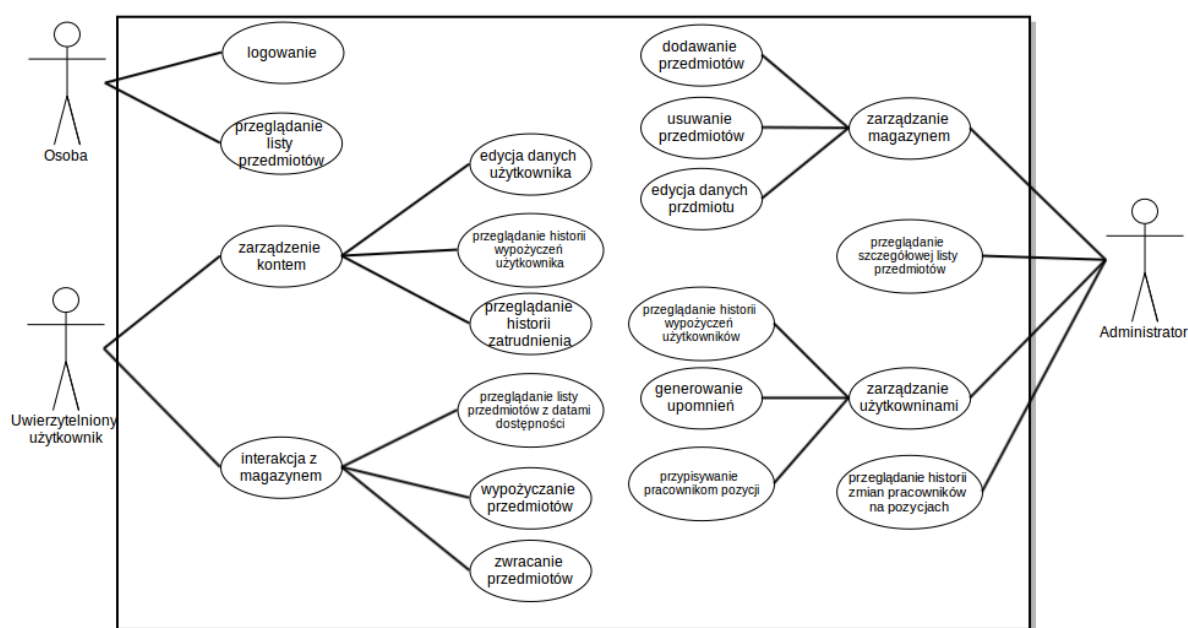 Osoba
logowanie
przeglądanie
listy
przedmiotów
Uwierzytelniony
użytkownik
zarządzenie
kontem
edycja danych
użytkownika
przeglądanie historii
wypożyczeń
użytkownika
przeglądanie
historii
zatrudnienia
interakcja z
magazynem
przeglądanie listy
przedmiotów z datami
dostępności
wypożyczanie
przedmiotów
zwracanie
przedmiotów
dodawanie
przedmiotów
usuwanie
przedmiotów
edycja danych
przdmiotu
zarządzanie
magazynem
przeglądanie
szczegółowej listy
przedmiotów
przeglądanie historii
wypożyczeń
użytkowników
generowanie
upomnień
przypisywanie
pracownikom pozycji
zarządzanie
użytkowninami
przeglądanie historii
zmian pracowników
na pozycjach
Administrator